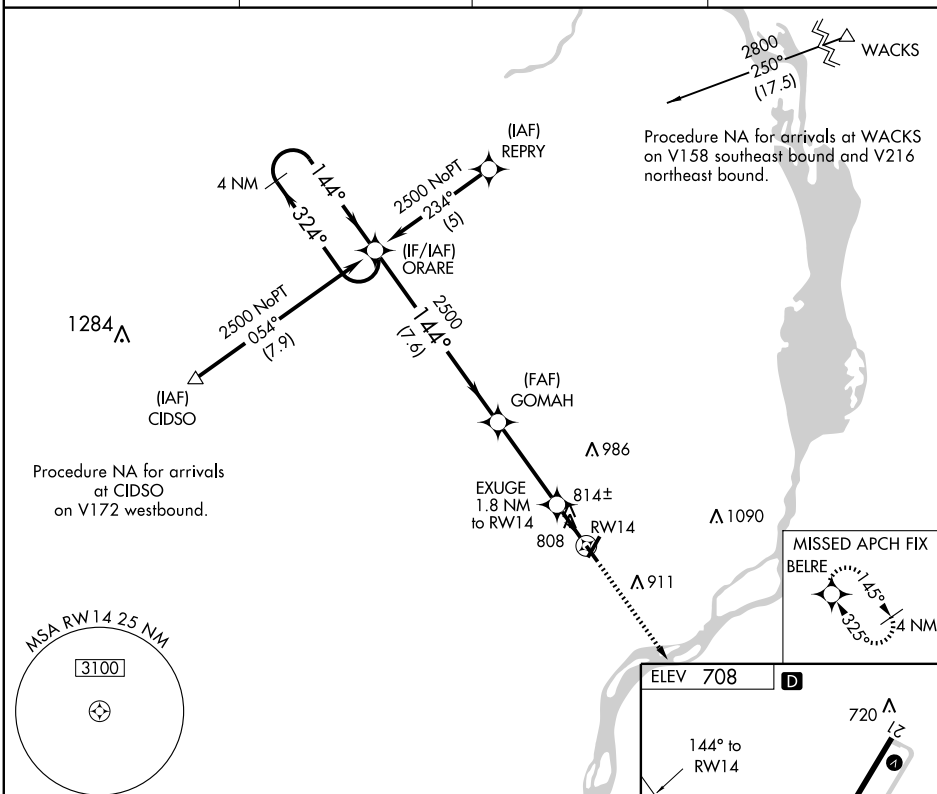 2800
250°
(17.5)
WACKS
Procedure NA for arrivals at WACKS
on V158 southeast bound and V216
northeast bound.
(IAF)
REPRY
4 NM
144°
324°
2500 NoPT
234°
(5)
(IF/IAF)
ORARE
2500 NoPT
054°
(7.9)
1284
2500
144°
(7.6)
(IAF)
CIDSO
(FAF)
GOMAH
Procedure NA for arrivals
at CIDSO
on V172 westbound.
986
EXUGE
1.8 NM
to RW14
814±
808
RW14
1090
911
MISSED APCH FIX
BELRE
145°
325°
4 NM
MSA RW14 25 NM
3100
ELEV 708
D
720
21
144° to
RW14